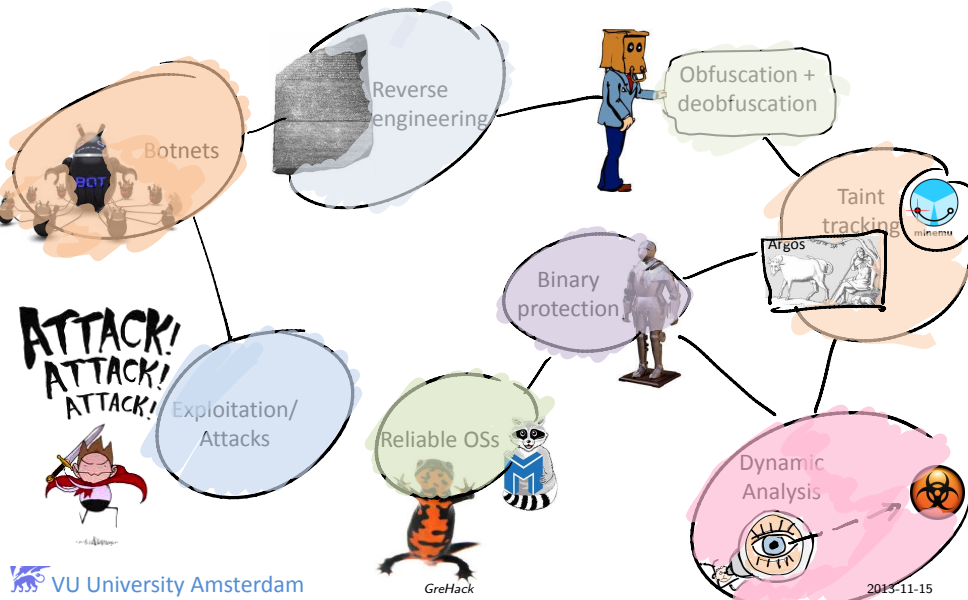 Reverse
engineering
Obfuscation +
deobfuscation
Botnets
BOT
Taint
tracking
minemu
Argos
Binary
protection
ATTACK!
ATTACK!
ATTACK!
Exploitation/
Attacks
Reliable OSs
M
Dynamic
Analysis
VU University Amsterdam
GreHack
2013-11-15